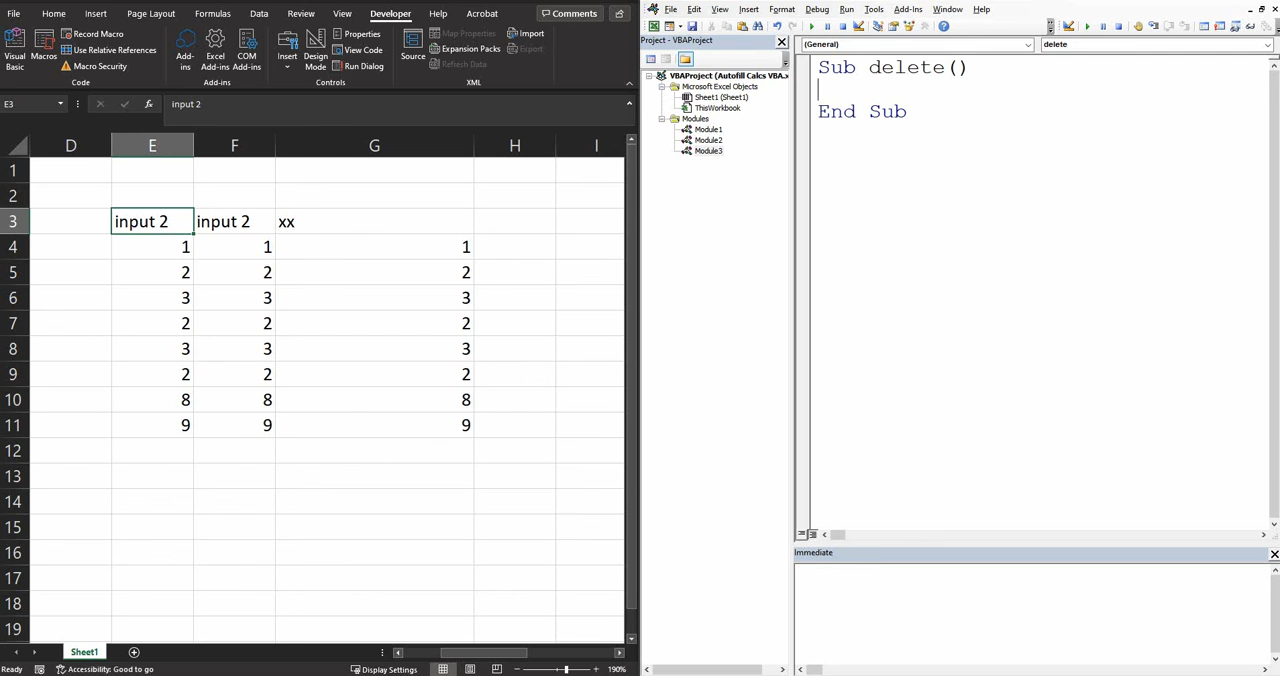 File Home Insert Page Layout Formulas Data Review View Developer Help Acrobat Comments
Visual Basic
Macros
Record Macro
Use Relative References
Macro Security
Code
Add-ins
Excel Add-ins
COM Add-ins
Add-ins
Insert
Design Mode
Properties
View Code
Run Dialog
Controls
Source
Map Properties
Expansion Packs
Refresh Data
Import
Export
XML
E3 fx input 2
D E F G H I
1
2
3 input 2 input 2 xx
4 1 1 1
5 2 2 2
6 3 3 3
7 2 2 2
8 3 3 3
9 2 2 2
10 8 8 8
11 9 9 9
12
13
14
15
16
17
18
19
Sheet1
Ready Accessibility: Good to go Display Settings 190%
File Edit View Insert Format Debug Run Tools Add-Ins Window Help
Project - VBAProject
VBAProject (Autofill Calcs VBA.x
Microsoft Excel Objects
Sheet1 (Sheet1)
ThisWorkbook
Modules
Module1
Module2
Module3
(General) delete
Sub delete()
End Sub
Immediate